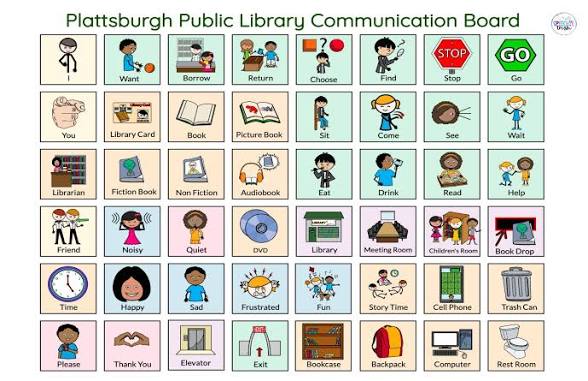 Plattsburgh Public Library Communication Board
I
Want
Borrow
Return
Choose
Find
STOP
Stop
GO
Go
You
Library Card
Book
Picture Book
Sit
Come
See
Wait
Librarian
Fiction Book
Non Fiction
Audiobook
Eat
Drink
Read
Help
Friend
Noisy
Quiet
DVD
Library
Meeting Room
Children's Room
Book Drop
Time
Happy
Sad
Frustrated
Fun
Story Time
Cell Phone
Trash Can
Please
Thank You
Elevator
Exit
Bookcase
Backpack
Computer
Rest Room